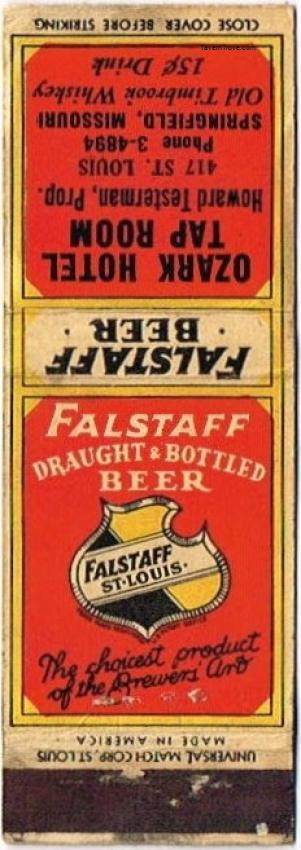 CLOSE COVER BEFORE STRIKING
OZARK HOTEL
TAP ROOM
Howard Testerman, Prop.
417 ST. LOUIS
Phone 3-4894
SPRINGFIELD, MISSOURI
Old Timbrook Whiskey
15¢ Drink
FALSTAFF
· BEER ·
FALSTAFF
DRAUGHT & BOTTLED
BEER
FALSTAFF
ST·LOUIS·
The choicest product
of the Brewers' Art
MADE IN AMERICA
UNIVERSAL MATCH CORP., ST. LOUIS